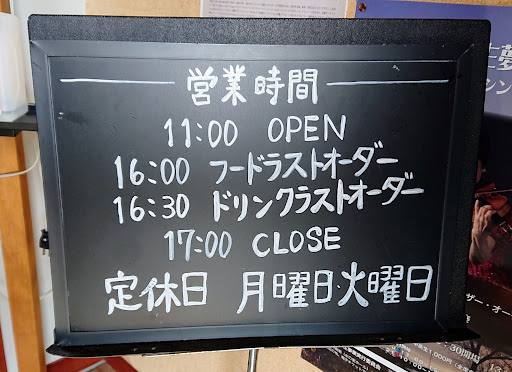 営業時間
11:00 OPEN
16:00 フードラストオーダー
16:30 ドリンクラストオーダー
17:00 CLOSE
定休日 月曜日・火曜日